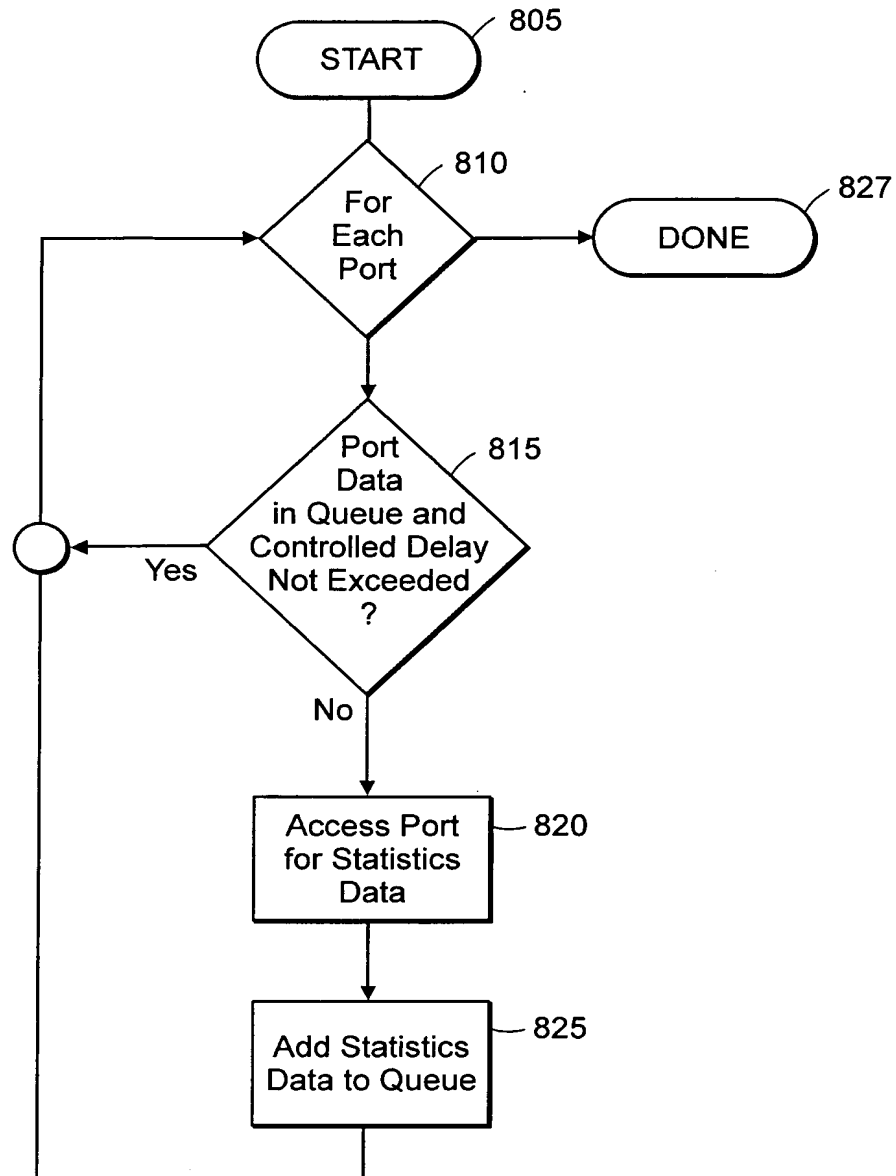 START
805
For
Each
Port
810
DONE
827
Port
Data
in Queue and
Controlled Delay
Not Exceeded
?
815
Yes
No
Access Port
for Statistics
Data
820
Add Statistics
Data to Queue
825